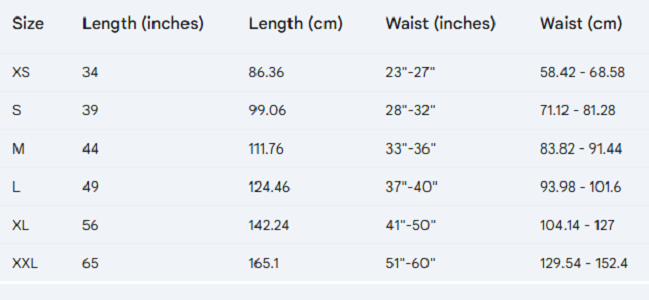 Size Length (inches) Length (cm) Waist (inches) Waist (cm)
XS 34 86.36 23"-27" 58.42 - 68.58
S 39 99.06 28"-32" 71.12 - 81.28
M 44 111.76 33"-36" 83.82 - 91.44
L 49 124.46 37"-40" 93.98 - 101.6
XL 56 142.24 41"-50" 104.14 - 127
XXL 65 165.1 51"-60" 129.54 - 152.4